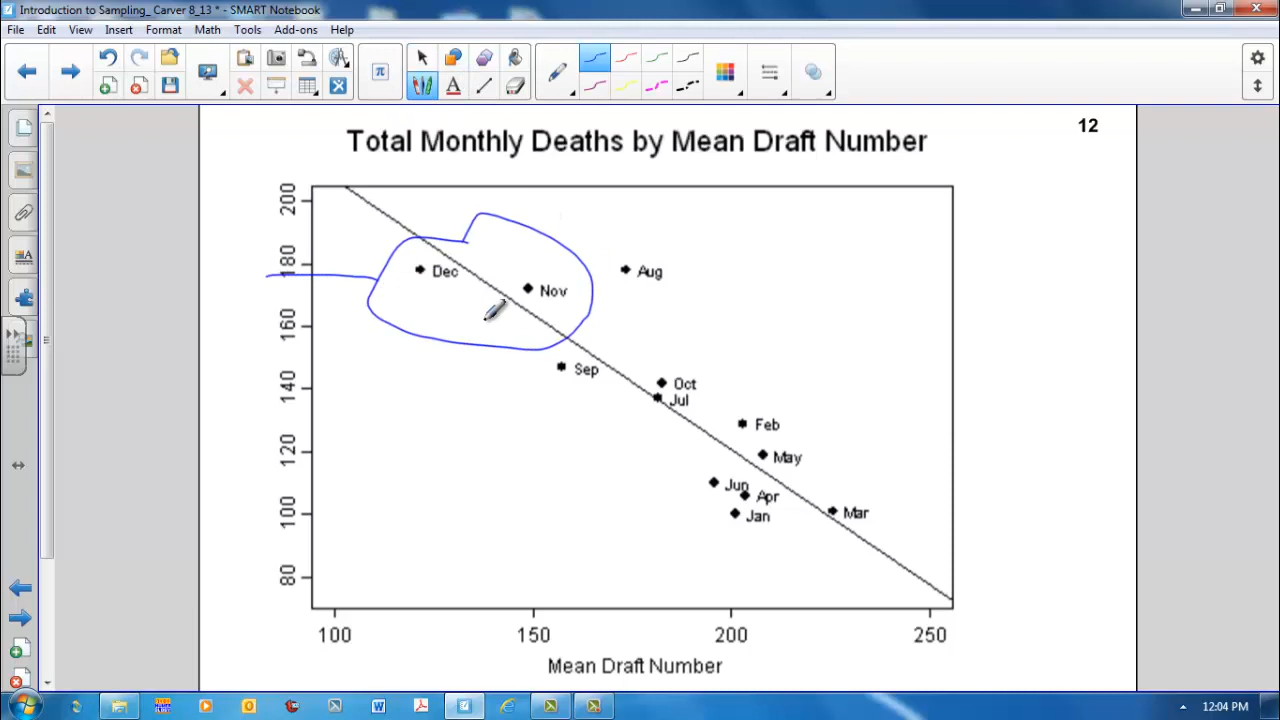 Introduction to Sampling_ Carver 8_13 * - SMART Notebook
File Edit View Insert Format Math Tools Add-ons Help
12
Total Monthly Deaths by Mean Draft Number
200
180
160
140
120
100
80
Dec
Nov
Aug
Sep
Oct
Jul
Feb
May
Jun
Apr
Jan
Mar
100 150 200 250
Mean Draft Number
12:04 PM